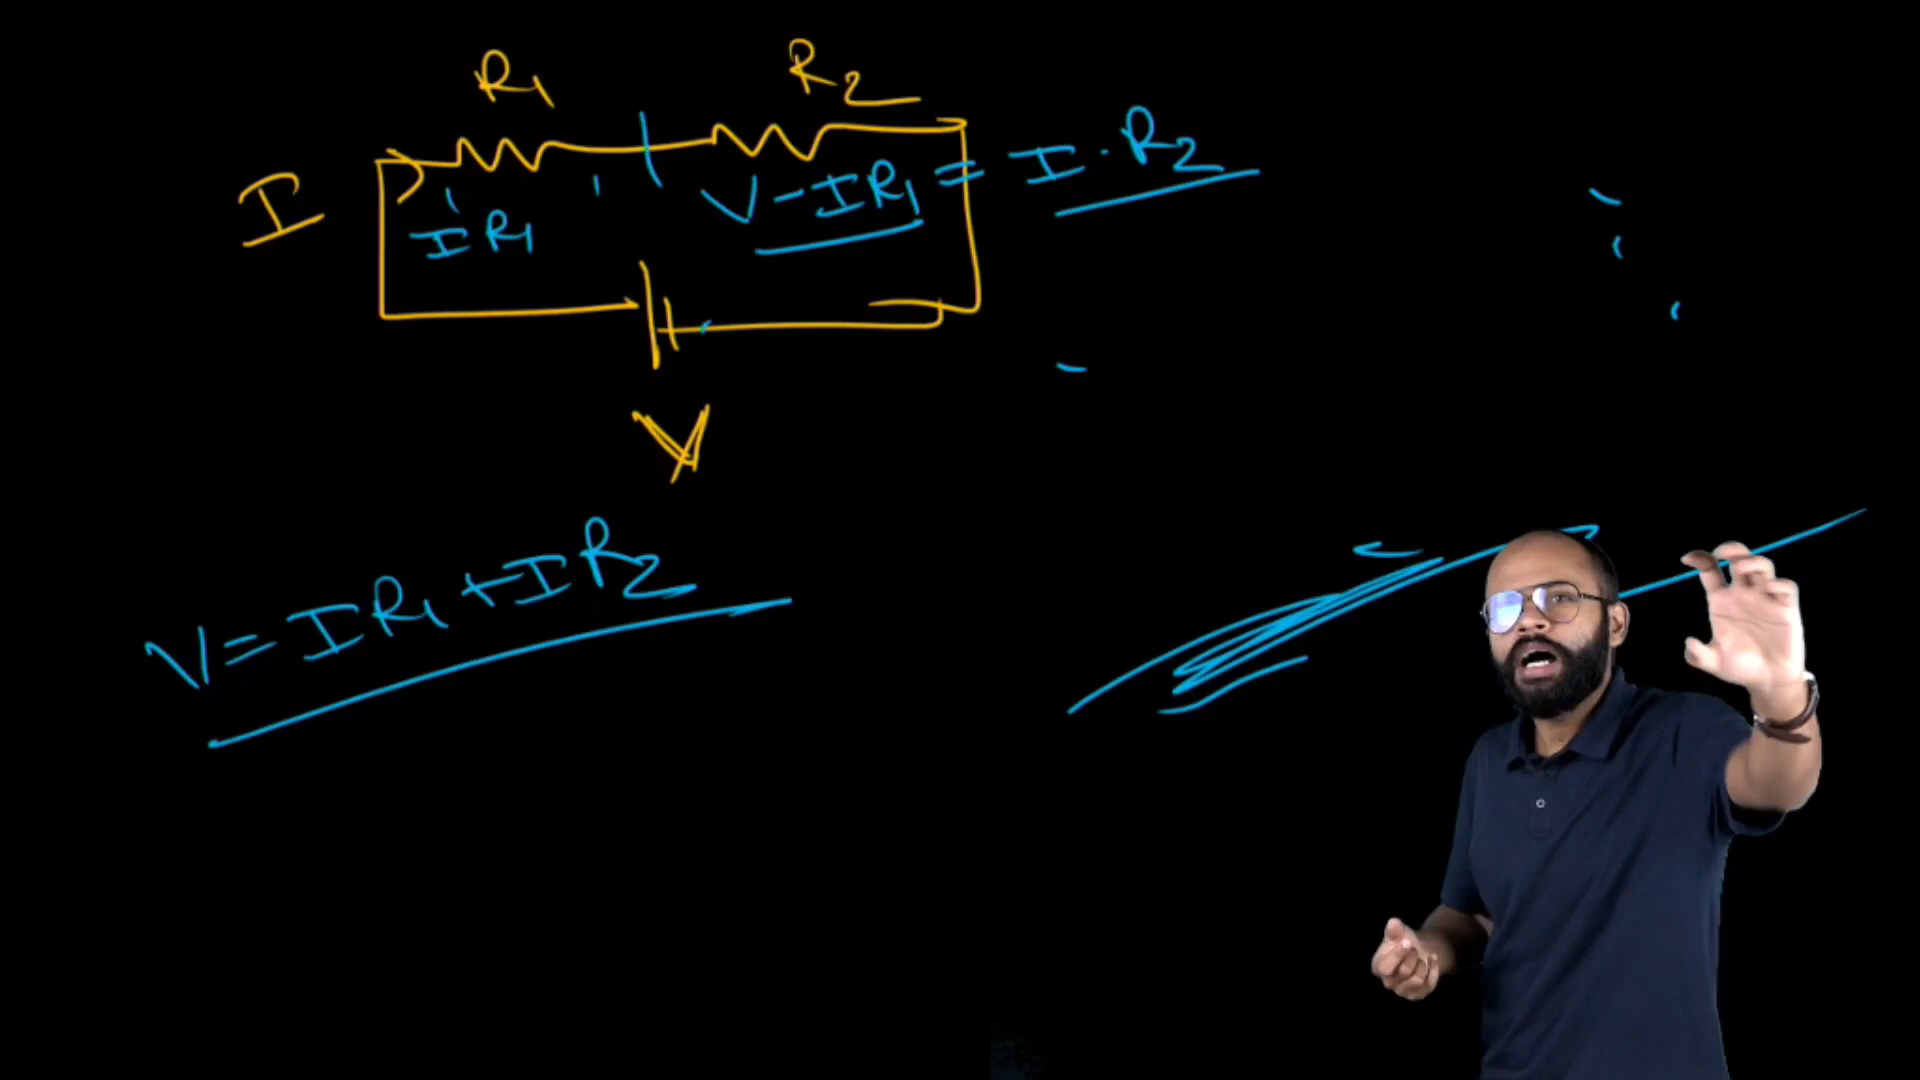 R1
R2
I
IR1
V-IR1 = I.R2
V
V=IR1+IR2